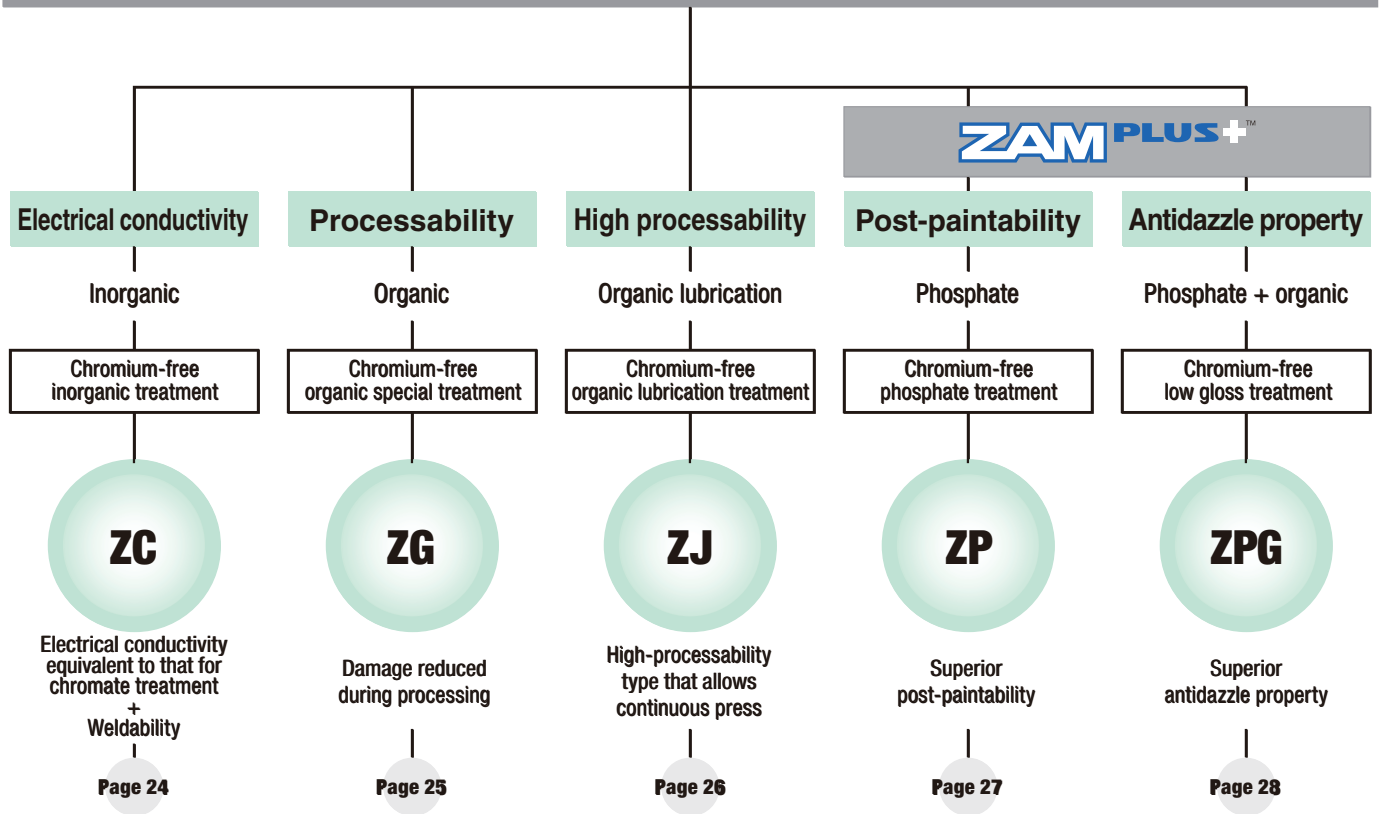 ZAM PLUS+™
Electrical conductivity
Processability
High processability
Post-paintability
Antidazzle property
Inorganic
Organic
Organic lubrication
Phosphate
Phosphate + organic
Chromium-free
inorganic treatment
Chromium-free
organic special treatment
Chromium-free
organic lubrication treatment
Chromium-free
phosphate treatment
Chromium-free
low gloss treatment
ZC
ZG
ZJ
ZP
ZPG
Electrical conductivity
equivalent to that for
chromate treatment
+
Weldability
Damage reduced
during processing
High-processability
type that allows
continuous press
Superior
post-paintability
Superior
antidazzle property
Page 24
Page 25
Page 26
Page 27
Page 28